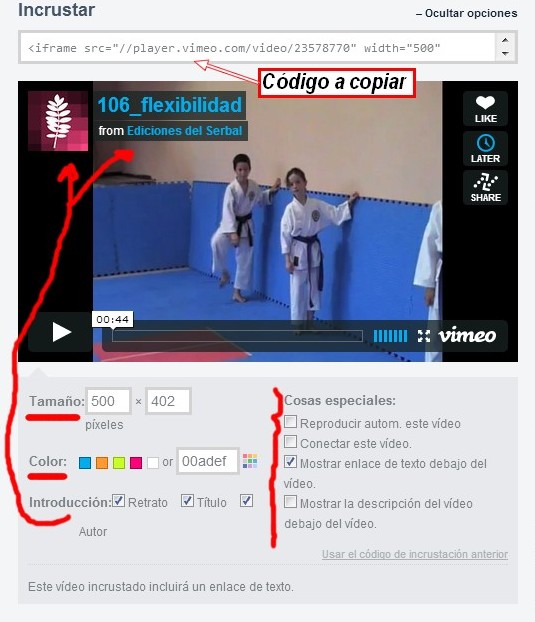 Incrustar
– Ocultar opciones
<iframe src="//player.vimeo.com/video/23578770" width="500"
Código a copiar
106_flexibilidad
from Ediciones del Serbal
LIKE
LATER
SHARE
00:44
vimeo
Tamaño: 500 × 402
píxeles
Color: or 00adef
Introducción: Retrato Título
Autor
Cosas especiales:
Reproducir autom. este vídeo
Conectar este vídeo.
Mostrar enlace de texto debajo del
vídeo.
Mostrar la descripción del vídeo
debajo del vídeo.
Usar el código de incrustación anterior
Este vídeo incrustado incluirá un enlace de texto.